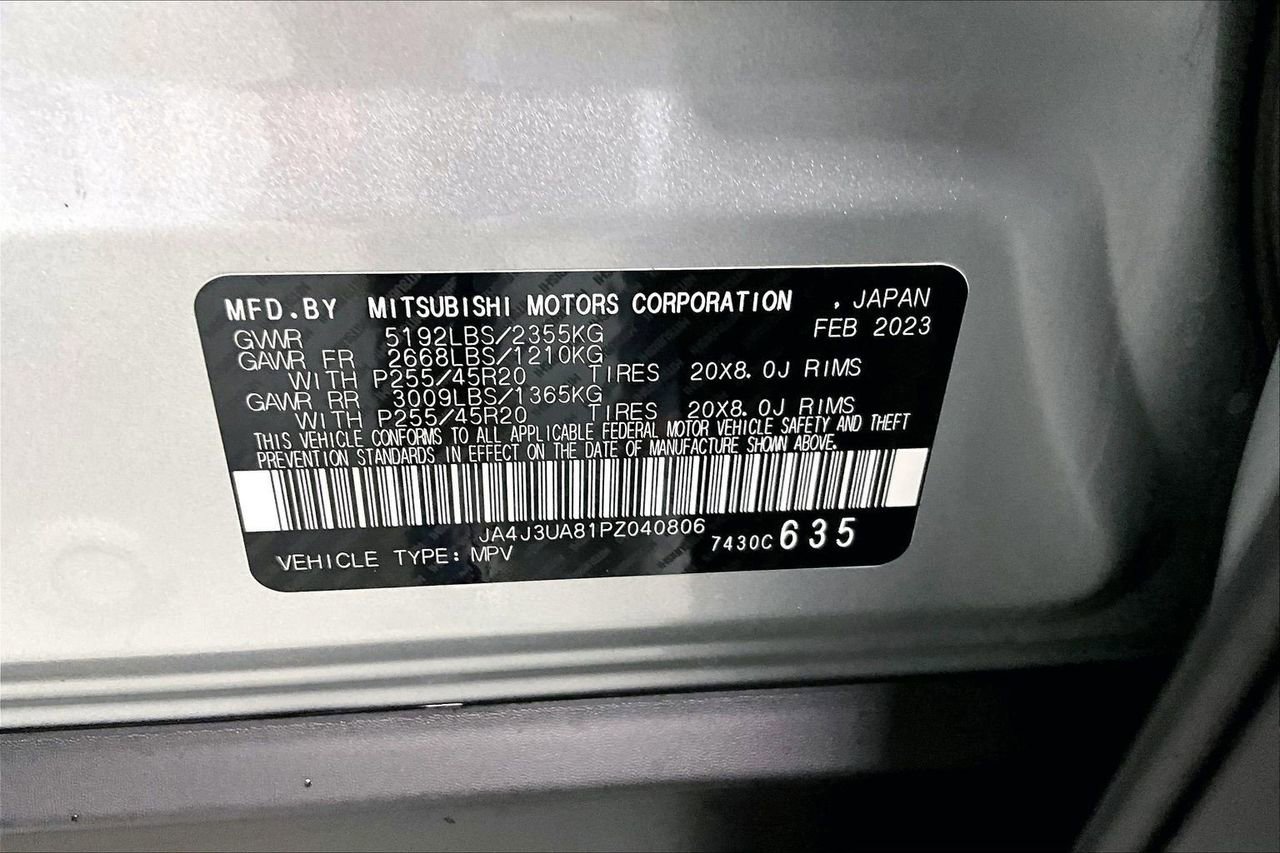 MFD.BY MITSUBISHI MOTORS CORPORATION , JAPAN
GVWR 5192LBS/2355KG FEB 2023
GAWR FR 2668LBS/1210KG
WITH P255/45R20 TIRES 20X8.0J RIMS
GAWR RR 3009LBS/1365KG
WITH P255/45R20 TIRES 20X8.0J RIMS
THIS VEHICLE CONFORMS TO ALL APPLICABLE FEDERAL MOTOR VEHICLE SAFETY AND THEFT
PREVENTION STANDARDS IN EFFECT ON THE DATE OF MANUFACTURE SHOWN ABOVE.
JA4J3UA81PZ040806
VEHICLE TYPE: MPV 7430C 635